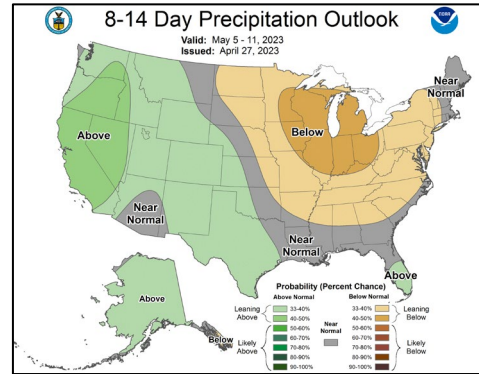 8-14 Day Precipitation Outlook
Valid: May 5 - 11, 2023
Issued: April 27, 2023
NOAA
Near
Normal
Above
Below
Near
Normal
Near
Normal
Above
Above
Below
Probability (Percent Chance)
Above Normal
Below Normal
Leaning
Above
33-40%
40-50%
Near
Normal
33-40%
40-50%
Leaning
Below
Likely
Above
50-60%
60-70%
70-80%
80-90%
90-100%
50-60%
60-70%
70-80%
80-90%
90-100%
Likely
Below